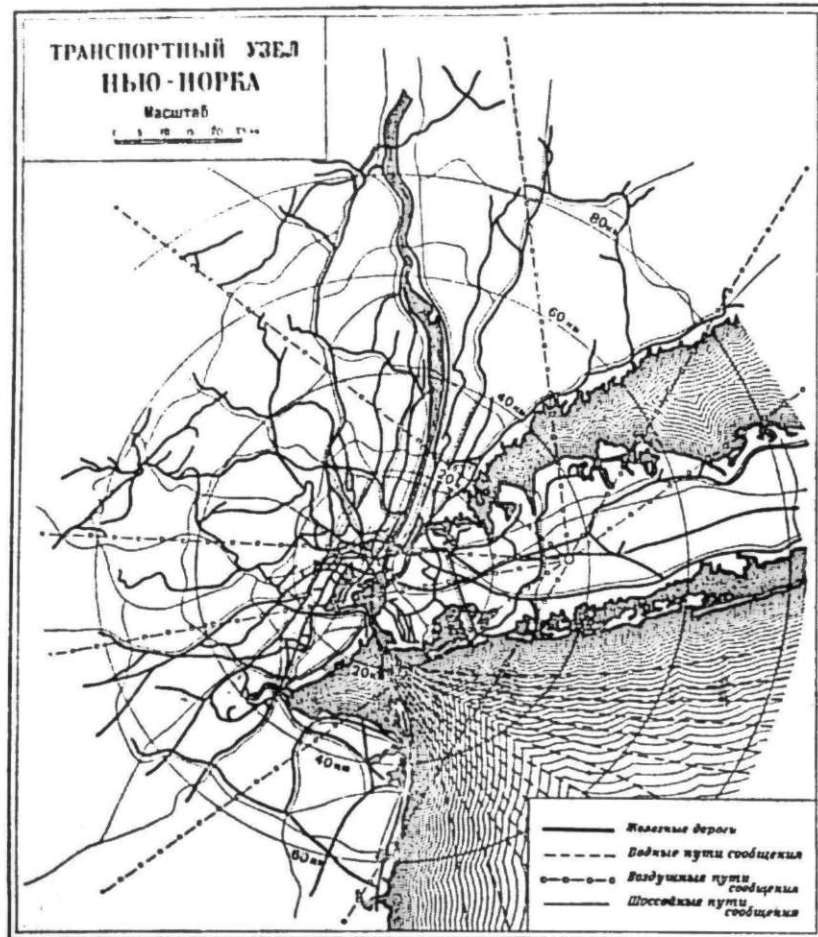 ТРАНСПОРТНЫЙ УЗЕЛ
НЬЮ-ЙОРКА
Масштаб
80 км
60 км
40 км
20
20 км
40 км
60 км
Железные дороги
Водные пути сообщения
Воздушные пути
сообщения
Шоссейные пути
сообщения